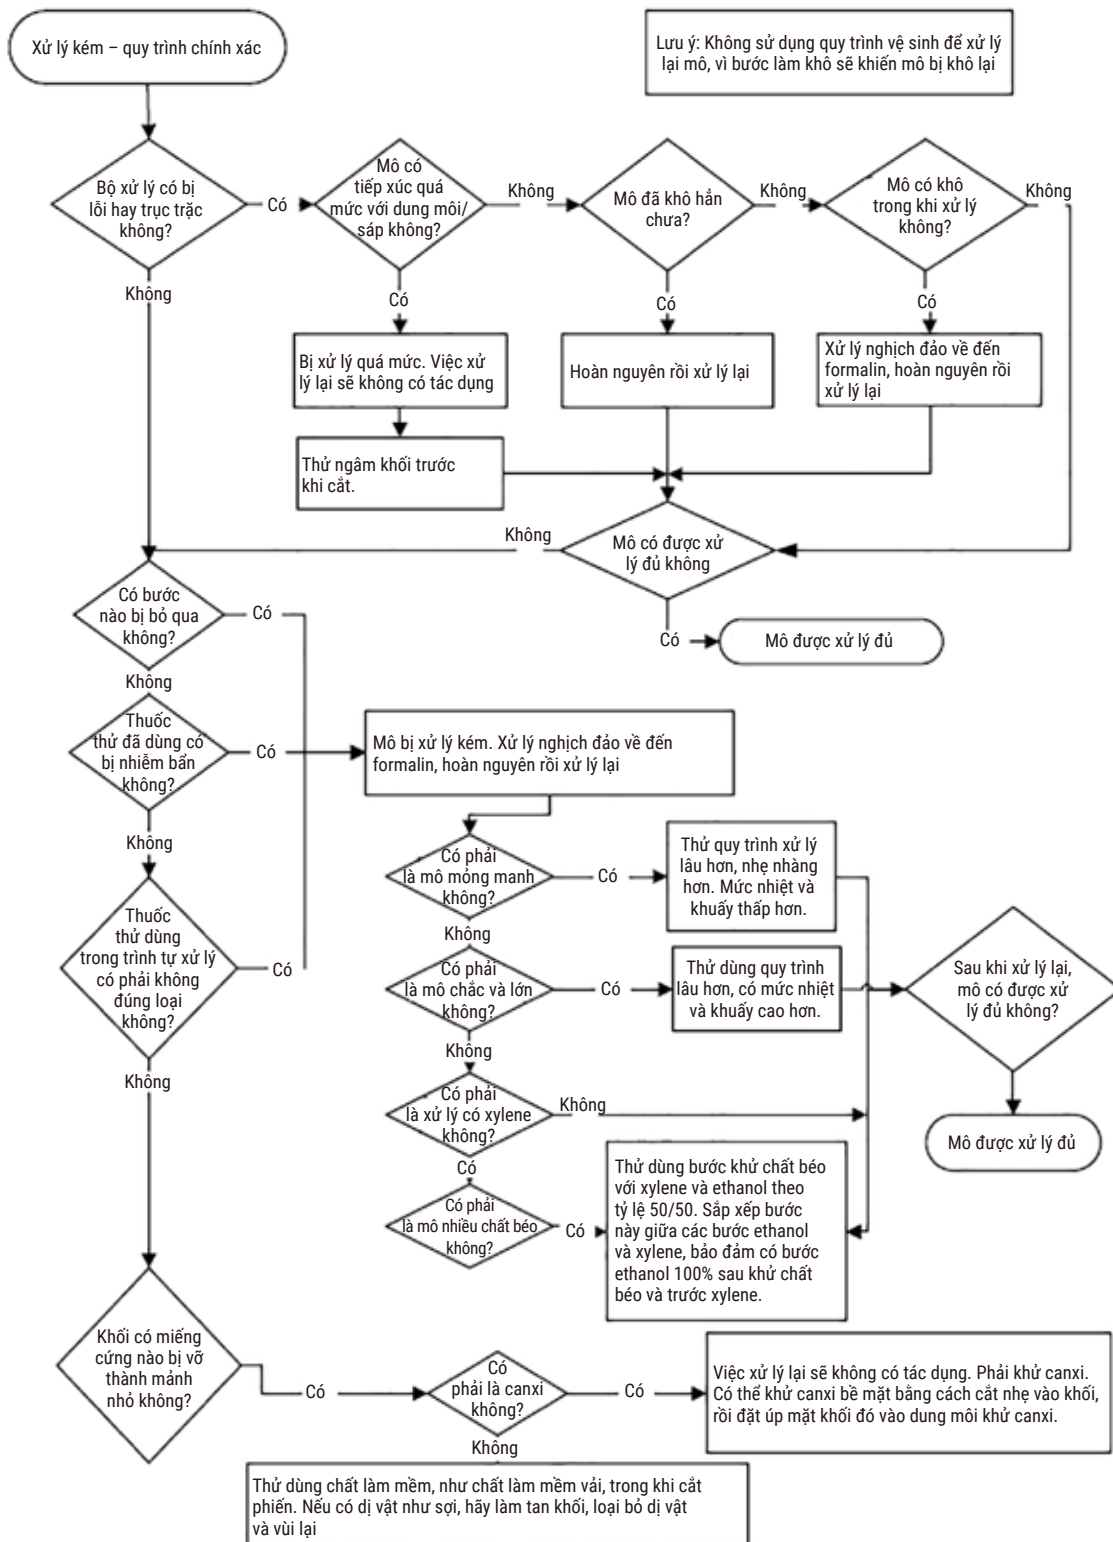 Xử lý kém – quy trình chính xác
Lưu ý: Không sử dụng quy trình vệ sinh để xử lý
lại mô, vì bước làm khô sẽ khiến mô bị khô lại
Bộ xử lý có bị
lỗi hay trục trặc
không?
Có
Mô có
tiếp xúc quá
mức với dung môi/
sáp không?
Không
Mô đã khô hẳn
chưa?
Không
Mô có khô
trong khi xử lý
không?
Không
Không
Có
Có
Có
Bị xử lý quá mức. Việc xử
lý lại sẽ không có tác dụng
Hoàn nguyên rồi xử lý lại
Xử lý nghịch đảo về đến
formalin, hoàn nguyên rồi
xử lý lại
Thử ngâm khối trước
khi cắt.
Không
Mô có được xử
lý đủ không
Có
Mô được xử lý đủ
Có bước
nào bị bỏ qua
không?
Có
Không
Thuốc
thử đã dùng có
bị nhiễm bẩn
không?
Có
Mô bị xử lý kém. Xử lý nghịch đảo về đến
formalin, hoàn nguyên rồi xử lý lại
Không
Có phải
là mô mỏng manh
không?
Có
Thử quy trình xử lý
lâu hơn, nhẹ nhàng
hơn. Mức nhiệt và
khuấy thấp hơn.
Thuốc
thử dùng
trong trình tự xử lý
có phải không
đúng loại
không?
Có
Không
Có phải
là mô chắc và lớn
không?
Có
Thử dùng quy trình
lâu hơn, có mức nhiệt
và khuấy cao hơn.
Sau khi xử lý lại,
mô có được xử
lý đủ không?
Không
Không
Có phải
là xử lý có xylene
không?
Không
Mô được xử lý đủ
Có
Có phải
là mô nhiều chất béo
không?
Có
Thử dùng bước khử chất béo
với xylene và ethanol theo
tỷ lệ 50/50. Sắp xếp bước
này giữa các bước ethanol
và xylene, bảo đảm có bước
ethanol 100% sau khử chất
béo và trước xylene.
Khối có miếng
cứng nào bị vỡ
thành mảnh
nhỏ không?
Có
Có
phải là canxi
không?
Có
Việc xử lý lại sẽ không có tác dụng. Phải khử canxi.
Có thể khử canxi bề mặt bằng cách cắt nhẹ vào khối,
rồi đặt úp mặt khối đó vào dung môi khử canxi.
Không
Thử dùng chất làm mềm, như chất làm mềm vải, trong khi cắt
phiến. Nếu có dị vật như sợi, hãy làm tan khối, loại bỏ dị vật
và vùi lại